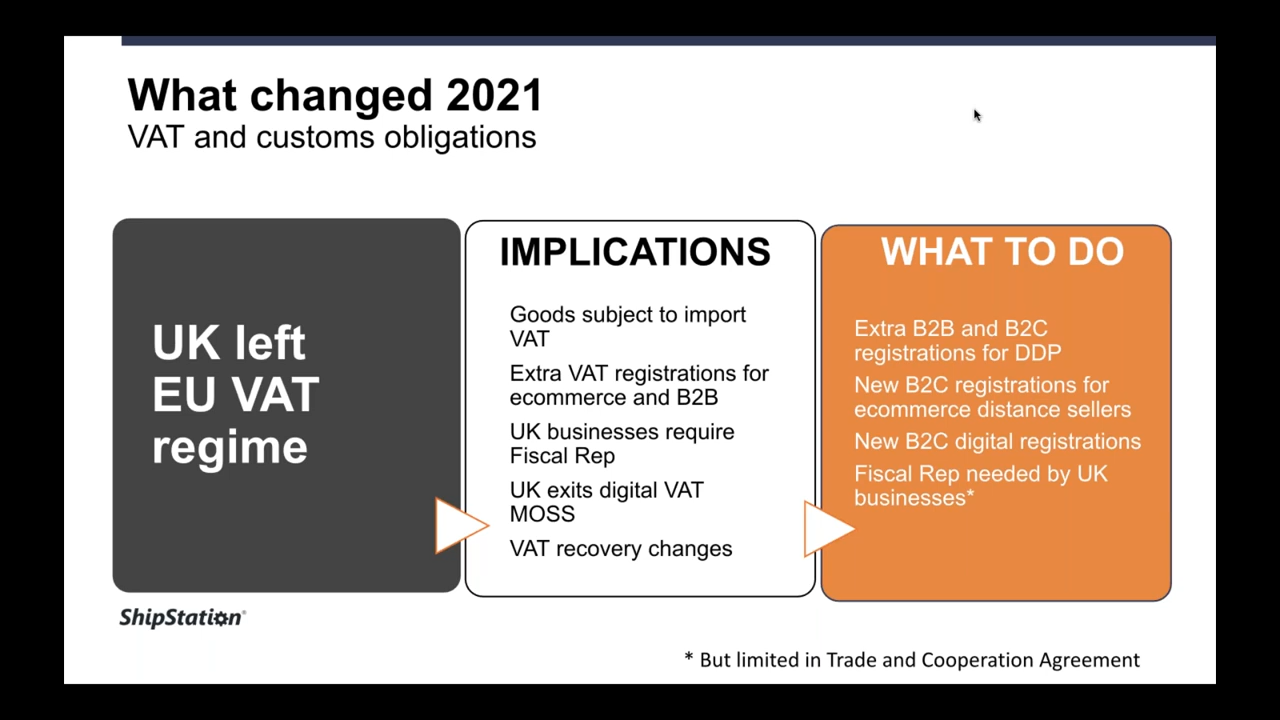 What changed 2021
VAT and customs obligations
UK left
EU VAT
regime
IMPLICATIONS
Goods subject to import
VAT
Extra VAT registrations for
ecommerce and B2B
UK businesses require
Fiscal Rep
UK exits digital VAT
MOSS
VAT recovery changes
WHAT TO DO
Extra B2B and B2C
registrations for DDP
New B2C registrations for
ecommerce distance sellers
New B2C digital registrations
Fiscal Rep needed by UK
businesses*
ShipStation®
* But limited in Trade and Cooperation Agreement